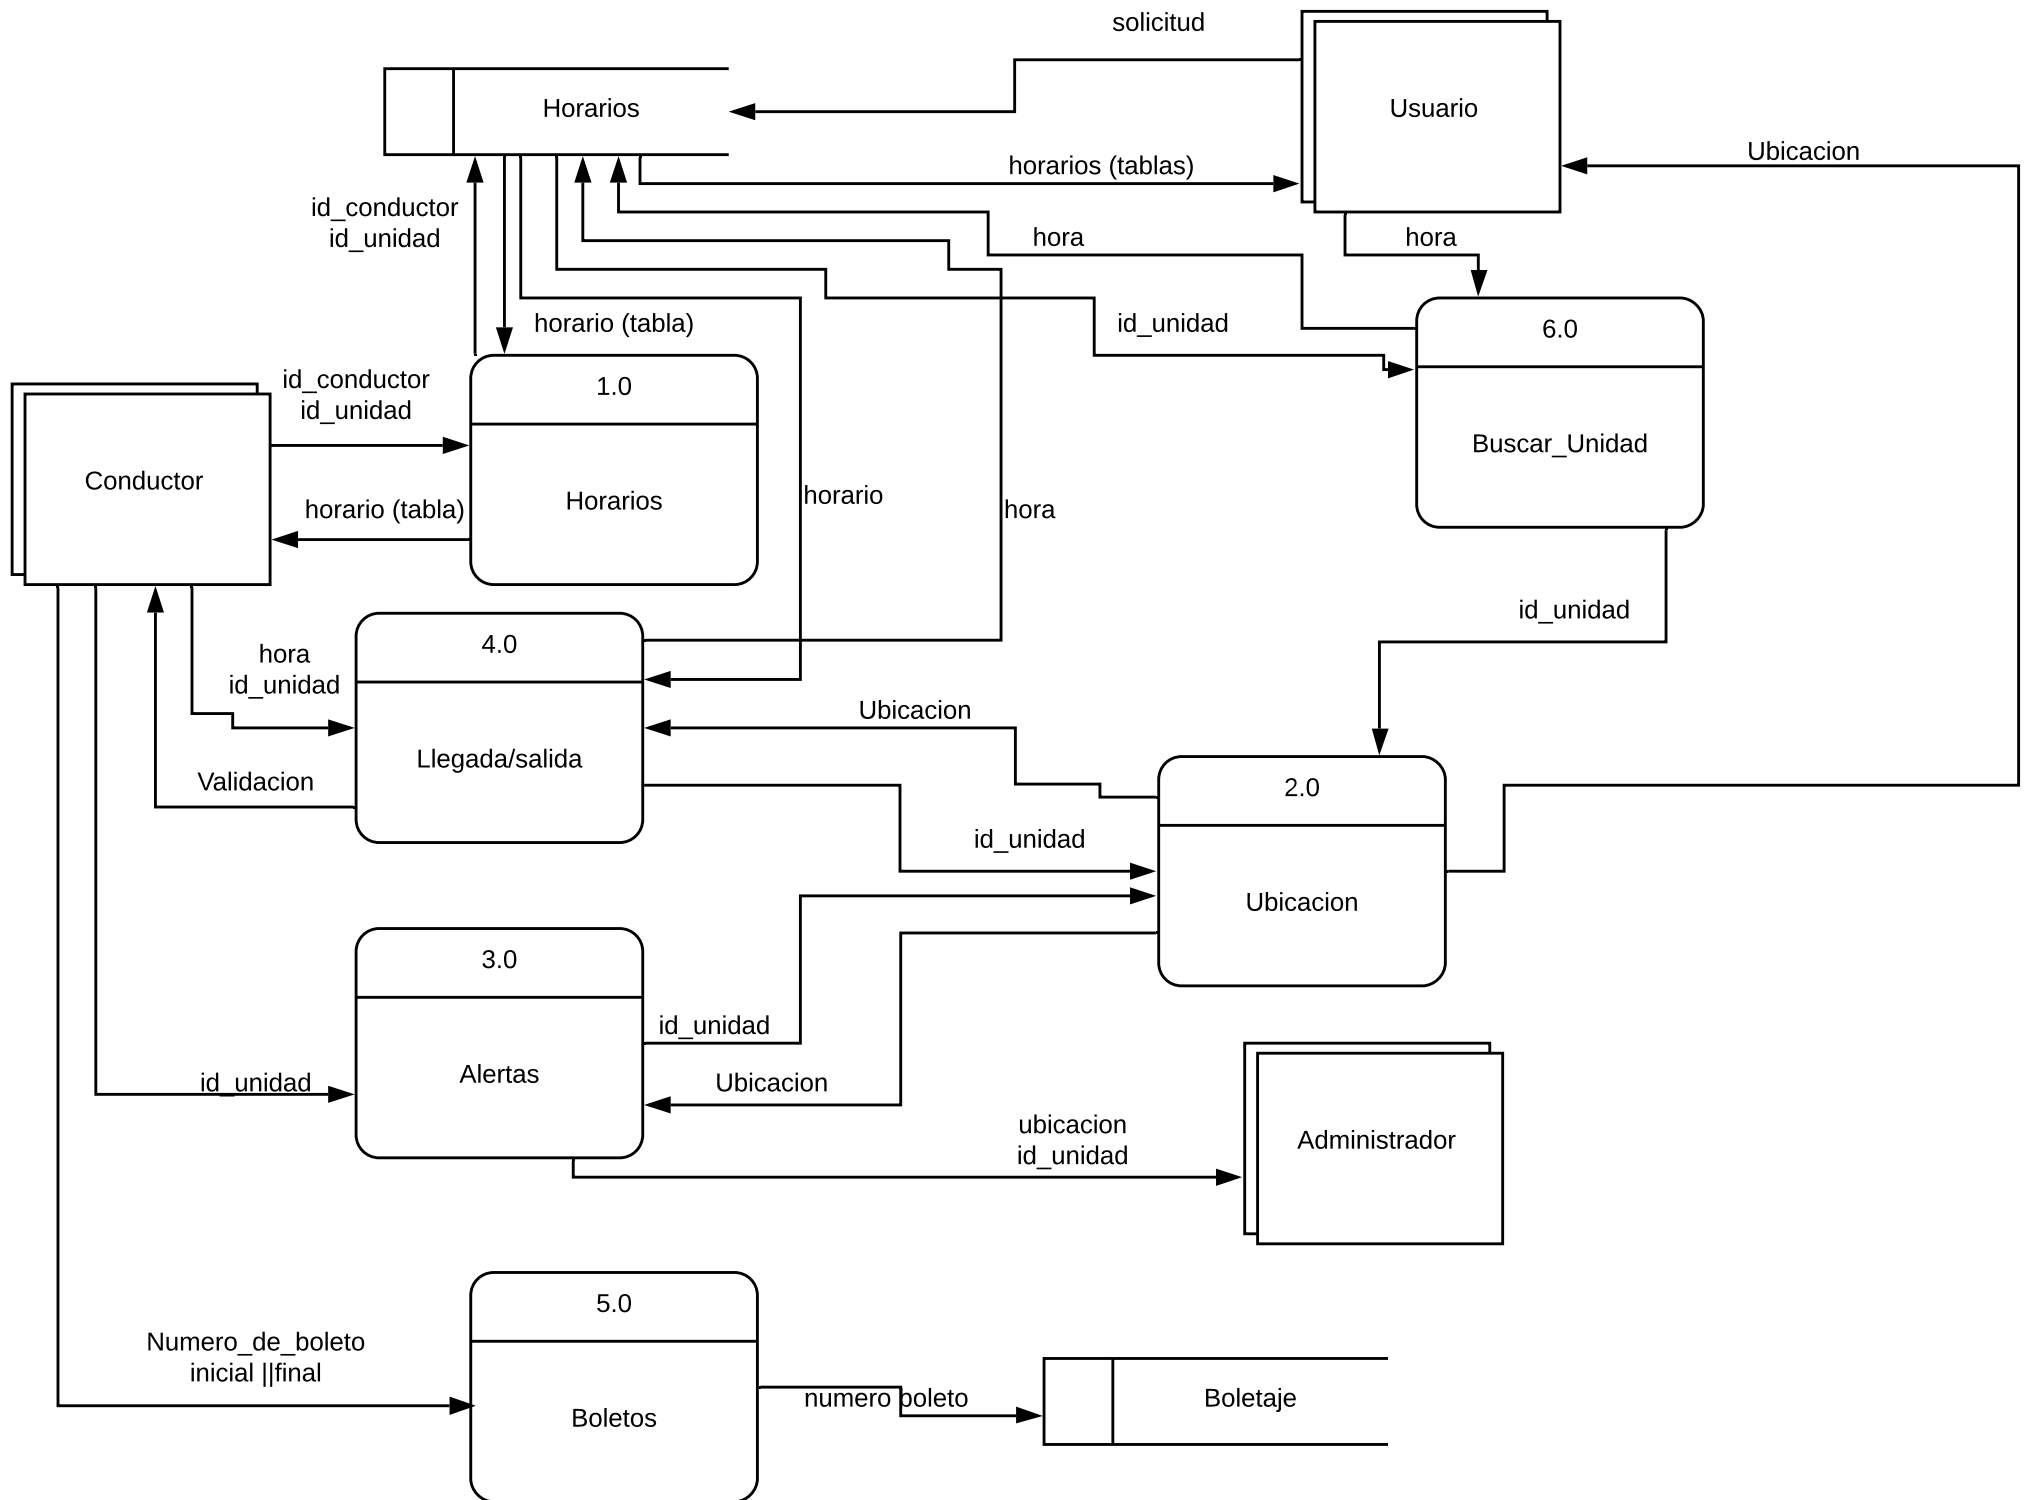 solicitud
Horarios
Usuario
Ubicacion
horarios (tablas)
id_conductor
id_unidad
hora
hora
horario (tabla)
id_unidad
6.0
id_conductor
id_unidad
1.0
Buscar_Unidad
Conductor
horario (tabla)
Horarios
horario
hora
id_unidad
4.0
hora
id_unidad
Ubicacion
Llegada/salida
Validacion
2.0
id_unidad
Ubicacion
3.0
id_unidad
Alertas
id_unidad
Ubicacion
ubicacion
id_unidad
Administrador
5.0
Numero_de_boleto
inicial ||final
numero boleto
Boletaje
Boletos